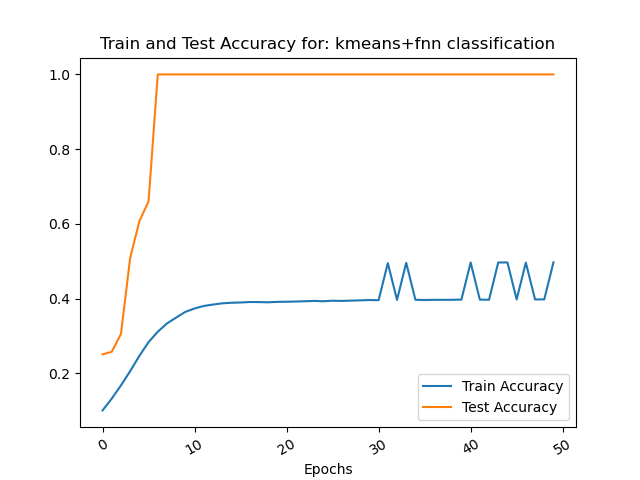 Train and Test Accuracy for: kmeans+fnn classification
1.0
0.8
0.6
0.4
0.2
Train Accuracy
Test Accuracy
0
10
20
30
40
50
Epochs